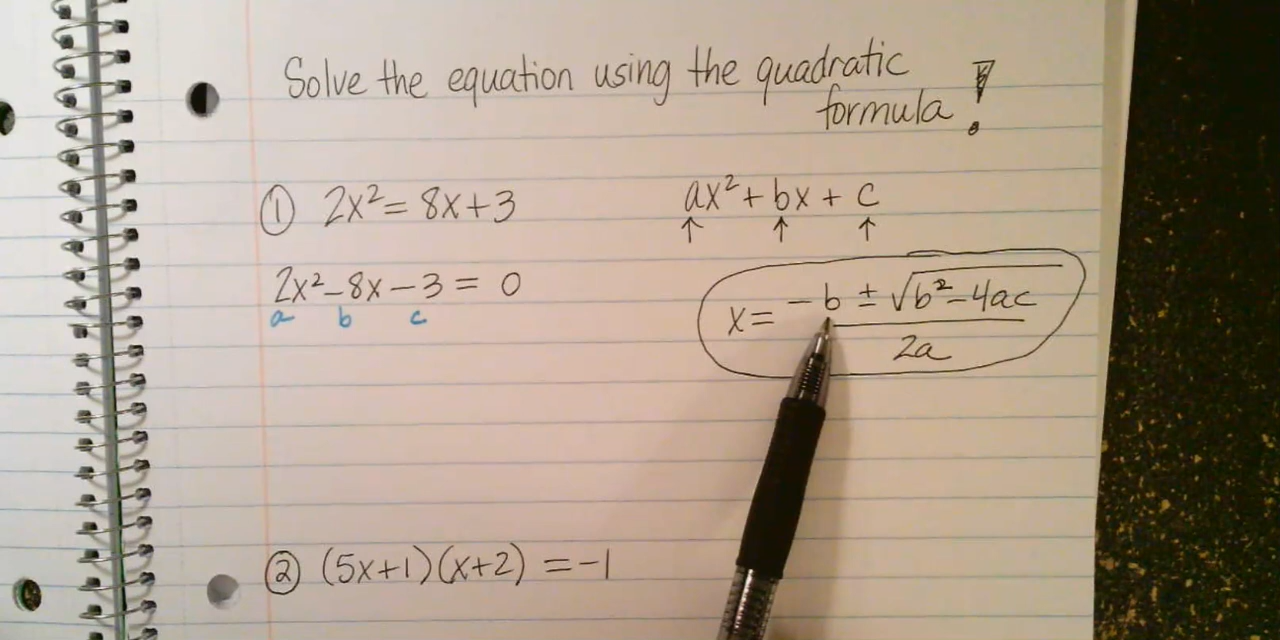 Solve the equation using the quadratic
formula!
① 2x² = 8x+3
ax² + bx + c
↑ ↑ ↑
2x² - 8x - 3 = 0
a b c
x = -b ± √b² - 4ac
2a
② (5x+1)(x+2) = -1